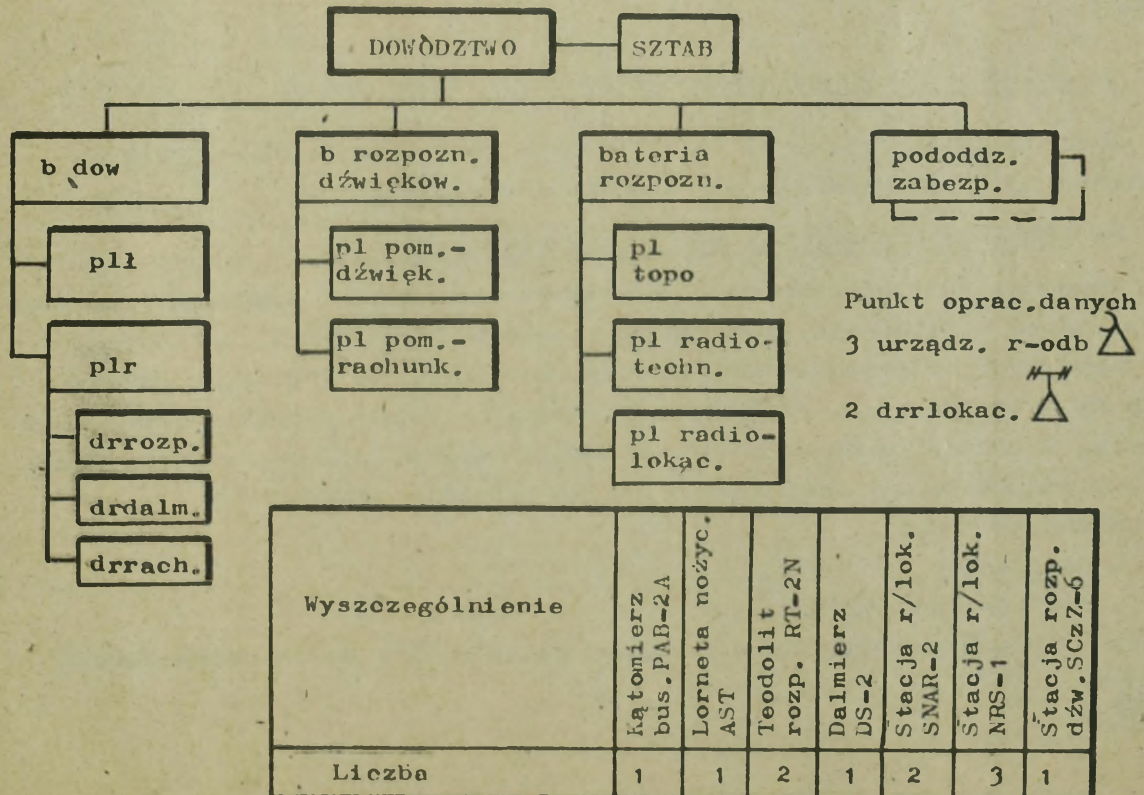 DOWÓDZTWO
SZTAB
b dow
plł
plr
drrozp.
drdalm.
drrach.
b rozpozn.
dźwiękow.
pl pom.-
dźwięk.
pl pom.-
rachunk.
bateria
rozpozn.
pl
topo
pl radio-
techn.
pl radio-
lokac.
pododdz.
zabezp.
Punkt oprac.danych
3 urządz. r-odb
2 drrlokac.
Wyszczególnienie
Kątomierz
bus.PAB-2A
Lorneta nożyc.
AST
Teodolit
rozp. RT-2N
Dalmierz
DS-2
Stacja r/lok.
SNAR-2
Stacja r/lok.
NRS-1
Stacja rozp.
dźw.SCzZ-6
Liczba 1 1 2 1 2 3 1